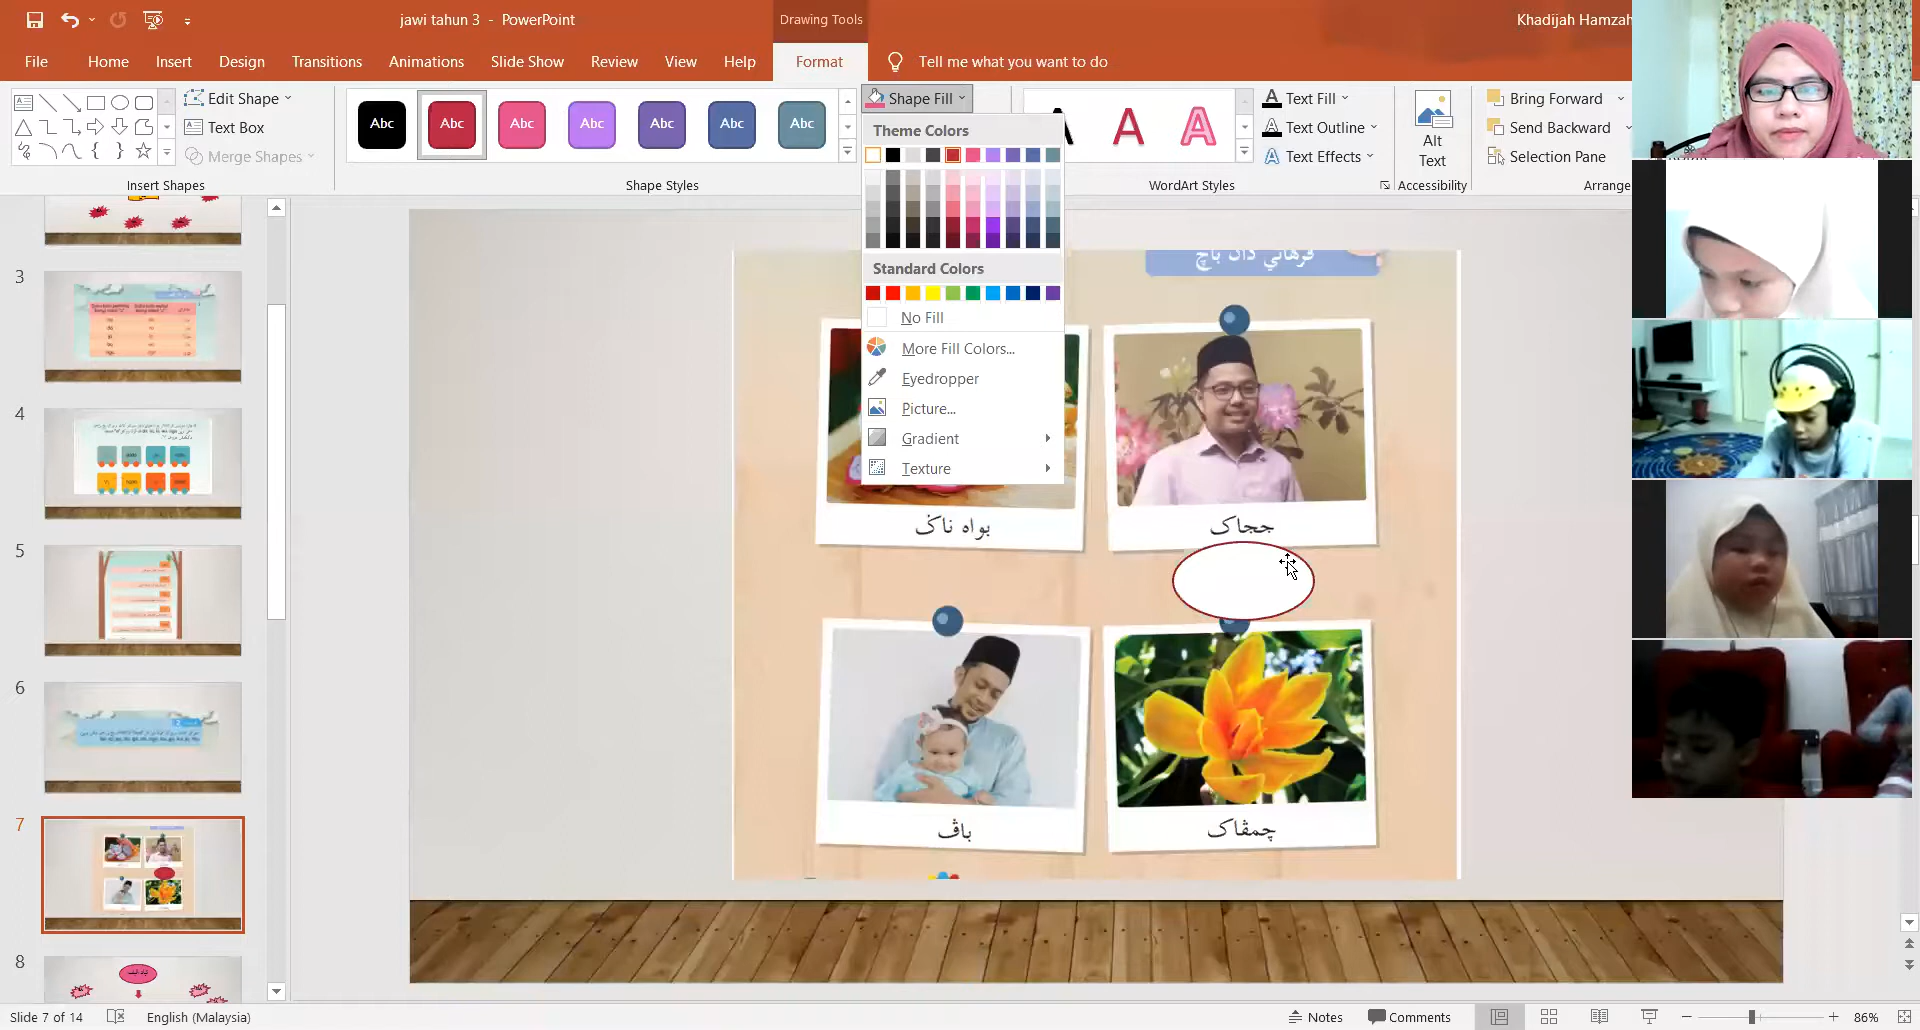 jawi tahun 3 - PowerPoint
Drawing Tools
Khadijah Hamzah
File
Home
Insert
Design
Transitions
Animations
Slide Show
Review
View
Help
Format
Tell me what you want to do
Edit Shape
Text Box
Merge Shapes
Insert Shapes
Abc
Abc
Abc
Abc
Abc
Abc
Abc
Shape Styles
Shape Fill
Theme Colors
Standard Colors
No Fill
More Fill Colors...
Eyedropper
Picture...
Gradient
Texture
A
A
A
Text Fill
Text Outline
Text Effects
WordArt Styles
Alt
Text
Accessibility
Bring Forward
Send Backward
Selection Pane
Arrange
3
4
5
6
7
8
فرهاتي دان باچ
ججاک
بواه ناڬ
چمڤاک
باڤ
Slide 7 of 14
English (Malaysia)
Notes
Comments
86%